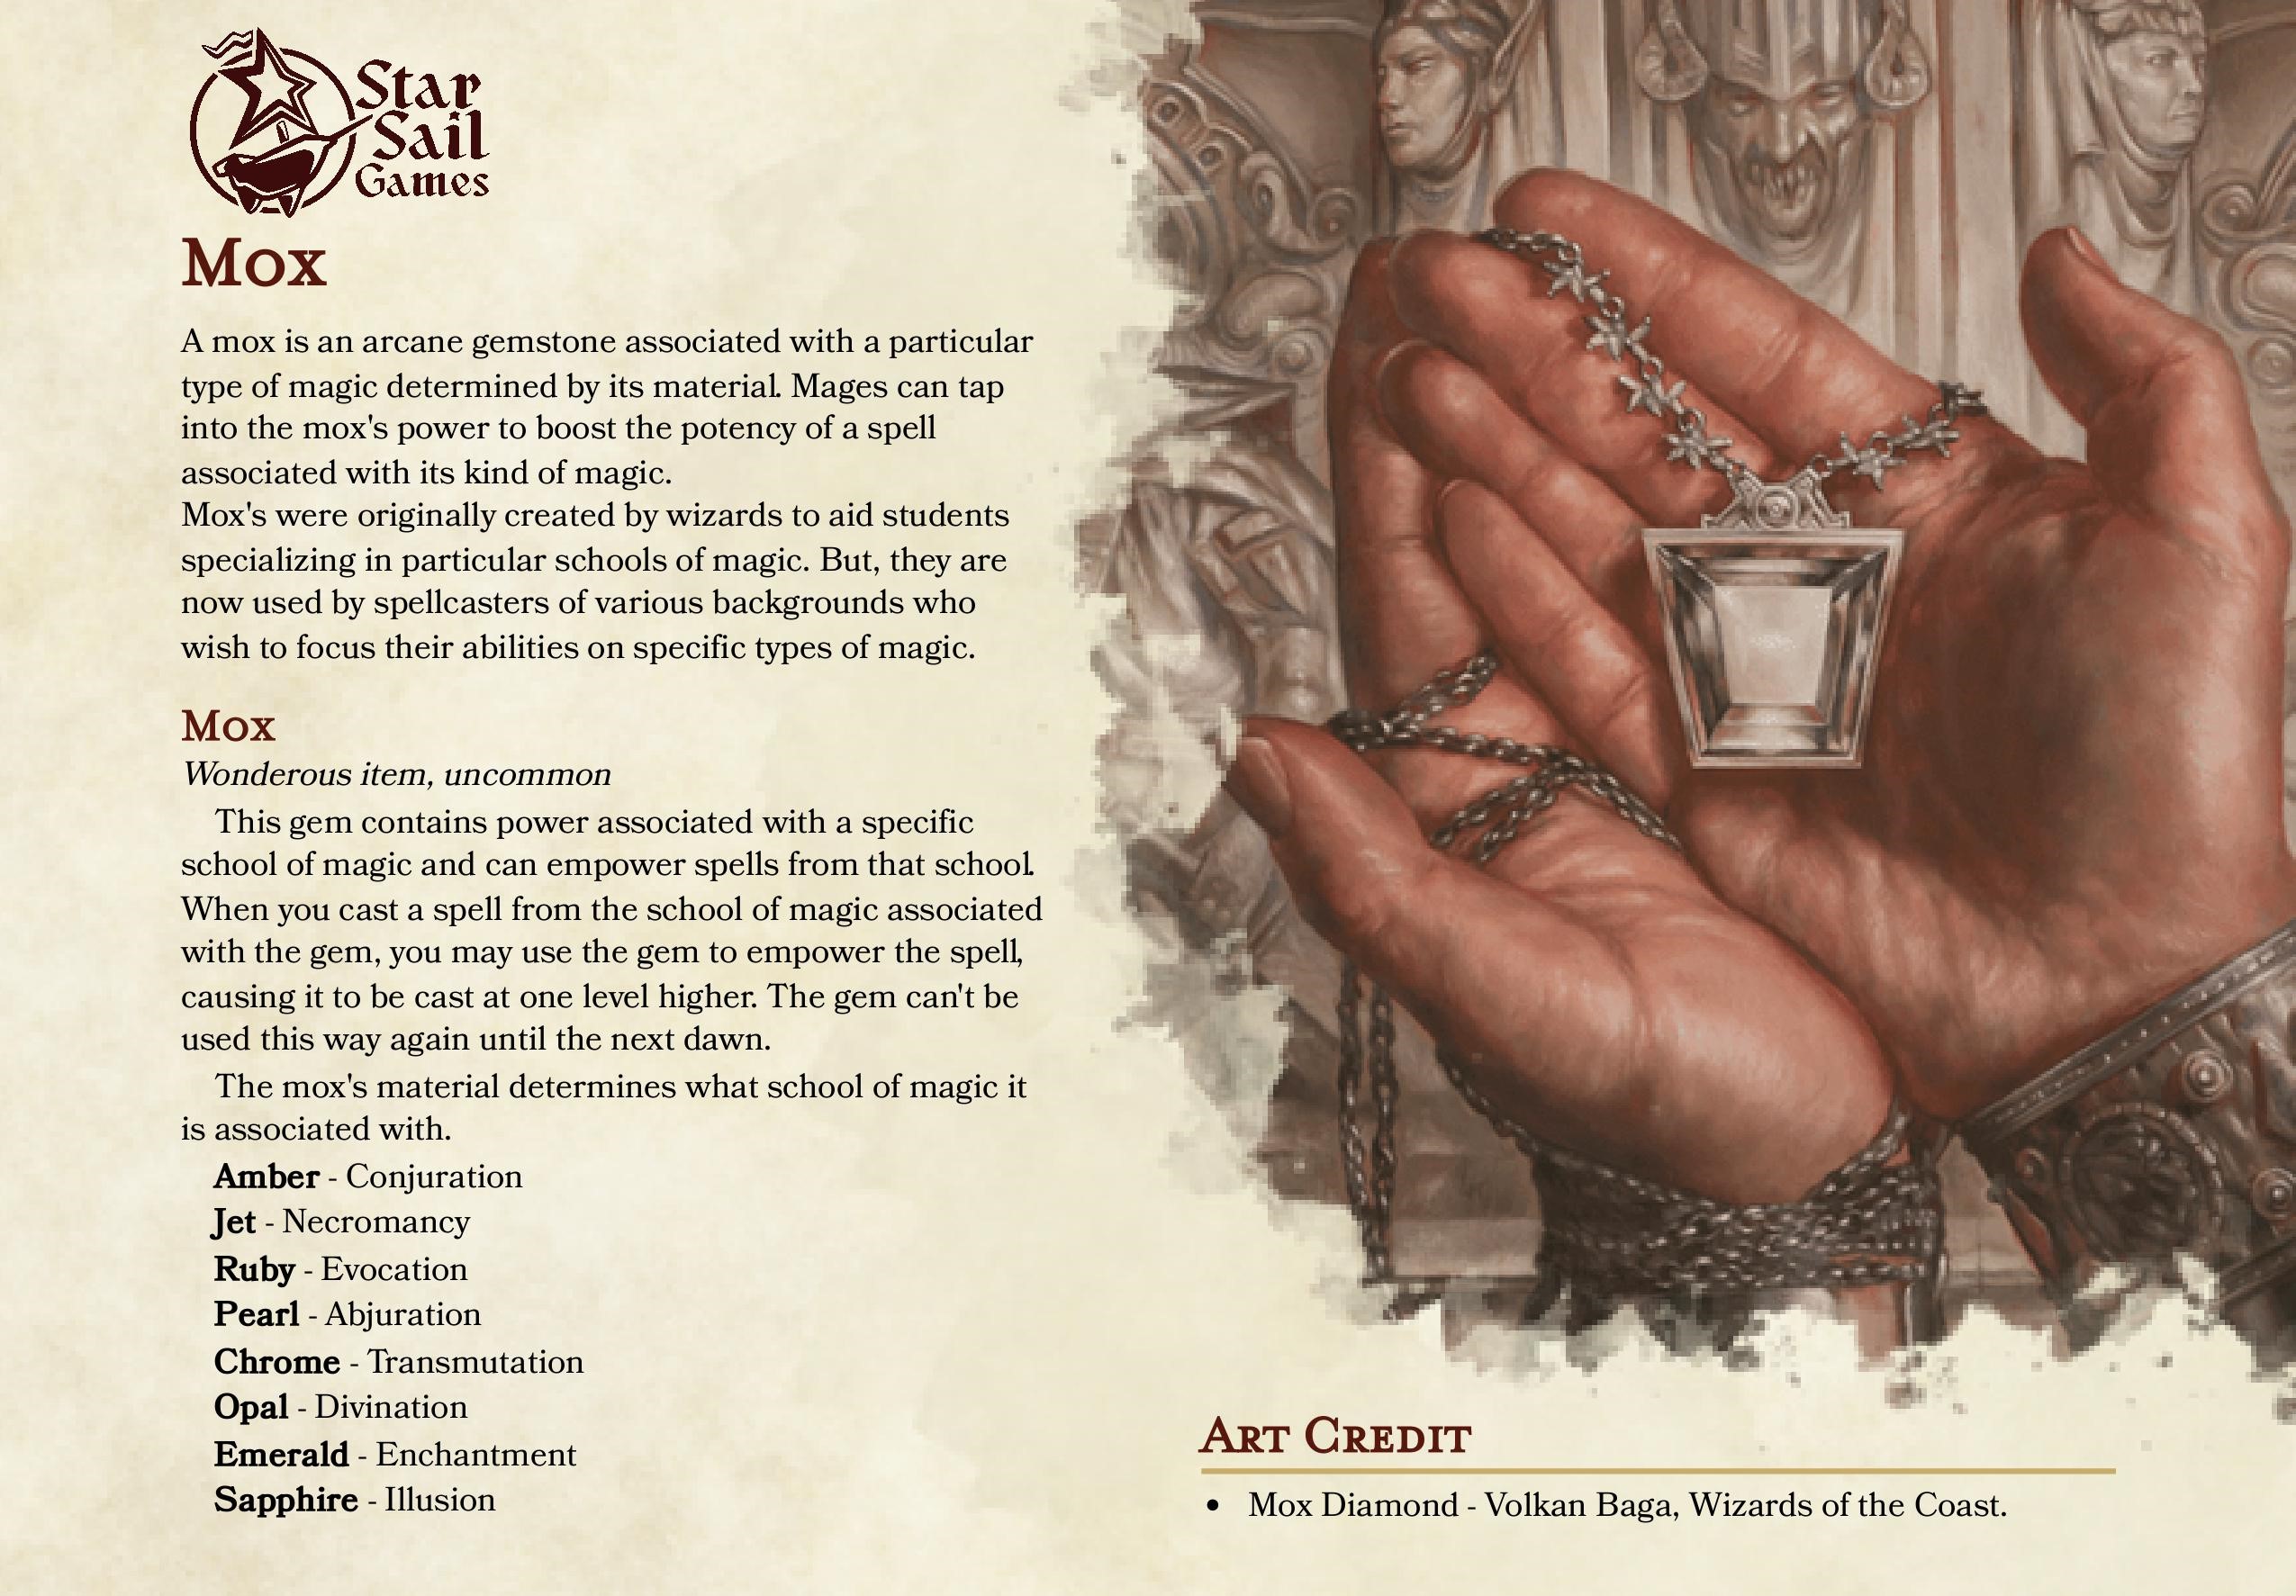 Star
Sail
Games
Mox
A mox is an arcane gemstone associated with a particular
type of magic determined by its material. Mages can tap
into the mox's power to boost the potency of a spell
associated with its kind of magic.
Mox's were originally created by wizards to aid students
specializing in particular schools of magic. But, they are
now used by spellcasters of various backgrounds who
wish to focus their abilities on specific types of magic.
Mox
Wonderous item, uncommon
This gem contains power associated with a specific
school of magic and can empower spells from that school.
When you cast a spell from the school of magic associated
with the gem, you may use the gem to empower the spell,
causing it to be cast at one level higher. The gem can't be
used this way again until the next dawn.
The mox's material determines what school of magic it
is associated with.
Amber - Conjuration
Jet - Necromancy
Ruby - Evocation
Pearl - Abjuration
Chrome - Transmutation
Opal - Divination
Emerald - Enchantment
Sapphire - Illusion
Art Credit
• Mox Diamond - Volkan Baga, Wizards of the Coast.